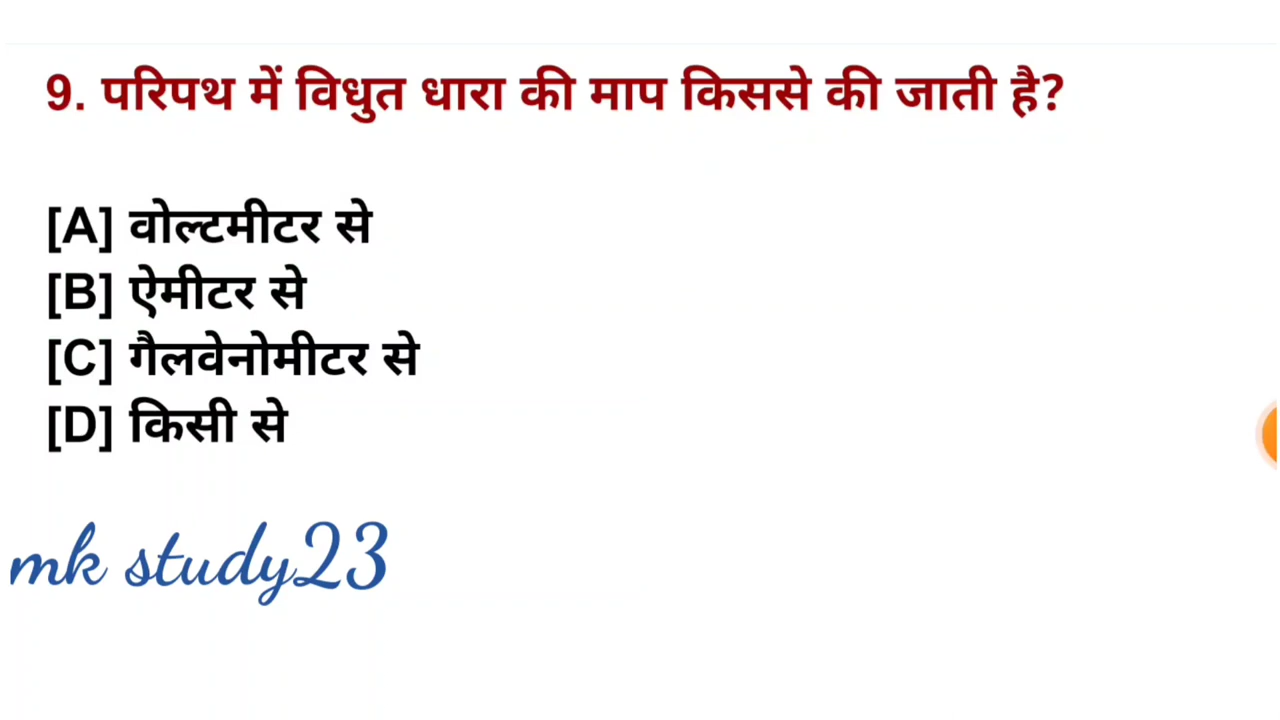 9. परिपथ में विधुत धारा की माप किससे की जाती है?
[A] वोल्टमीटर से
[B] ऐमीटर से
[C] गैलवेनोमीटर से
[D] किसी से
mk study23